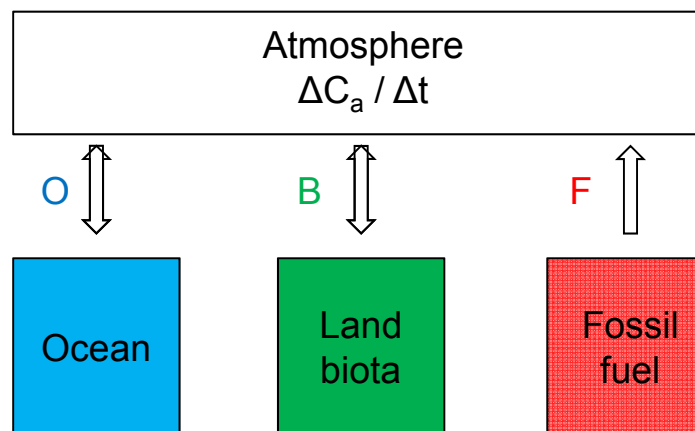 Atmosphere
ΔCa / Δt
O
B
F
Ocean
Land
biota
Fossil
fuel